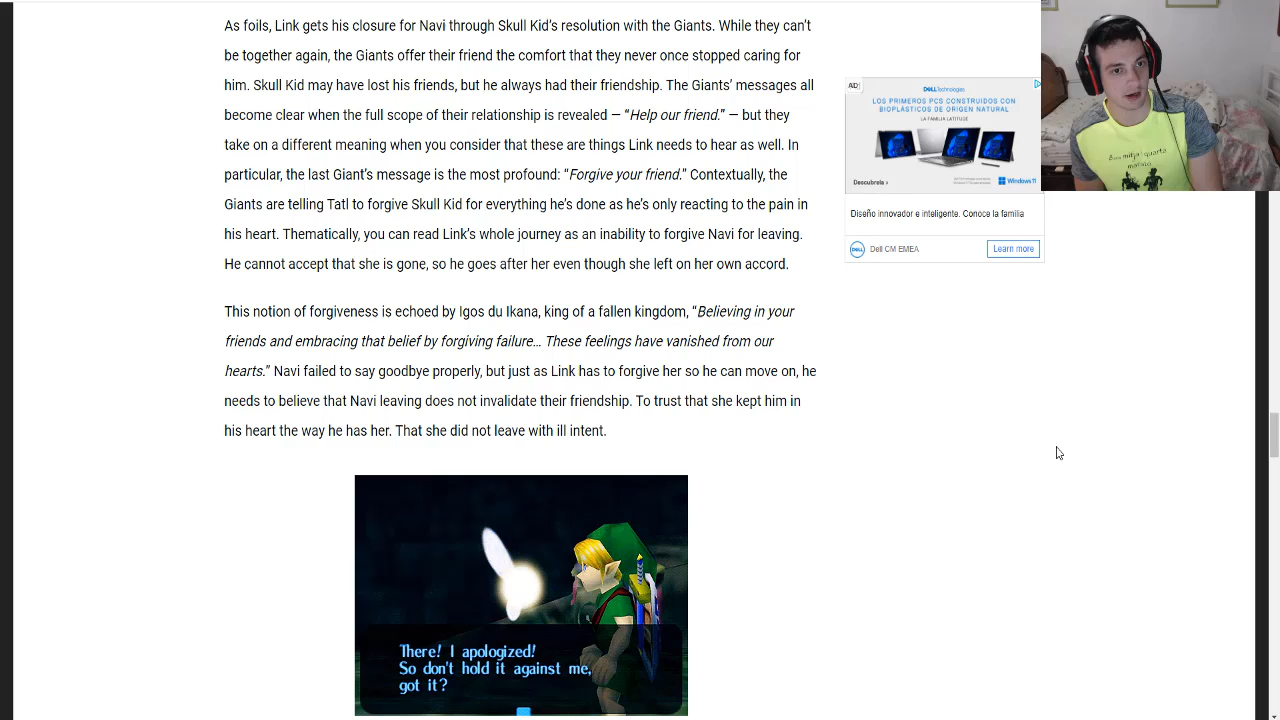 As foils, Link gets his closure for Navi through Skull Kid's resolution with the Giants. While they can't
be together again, the Giants offer their friend the comfort that they never once stopped caring for
him. Skull Kid may have lost his friends, but he always had their friendship. The Giants' messages all
become clear when the full scope of their relationship is revealed — “Help our friend.” — but they
take on a different meaning when you consider that these are things Link needs to hear as well. In
particular, the last Giant's message is the most profound: “Forgive your friend.” Contextually, the
Giants are telling Tatl to forgive Skull Kid for everything he's done as he's only reacting to the pain in
his heart. Thematically, you can read Link's whole journey as an inability to forgive Navi for leaving.
He cannot accept that she is gone, so he goes after her even though she left on her own accord.
This notion of forgiveness is echoed by Igos du Ikana, king of a fallen kingdom, “Believing in your
friends and embracing that belief by forgiving failure… These feelings have vanished from our
hearts.” Navi failed to say goodbye properly, but just as Link has to forgive her so he can move on, he
needs to believe that Navi leaving does not invalidate their friendship. To trust that she kept him in
his heart the way he has her. That she did not leave with ill intent.
There! I apologized!
So don't hold it against me,
got it?
DELL Technologies
LOS PRIMEROS PCS CONSTRUIDOS CON
BIOPLÁSTICOS DE ORIGEN NATURAL
LA FAMILIA LATITUDE
Descubrela >
Windows 11
Diseño innovador e inteligente. Conoce la familia
DELL
Dell CM EMEA
Learn more
mitja i quarta